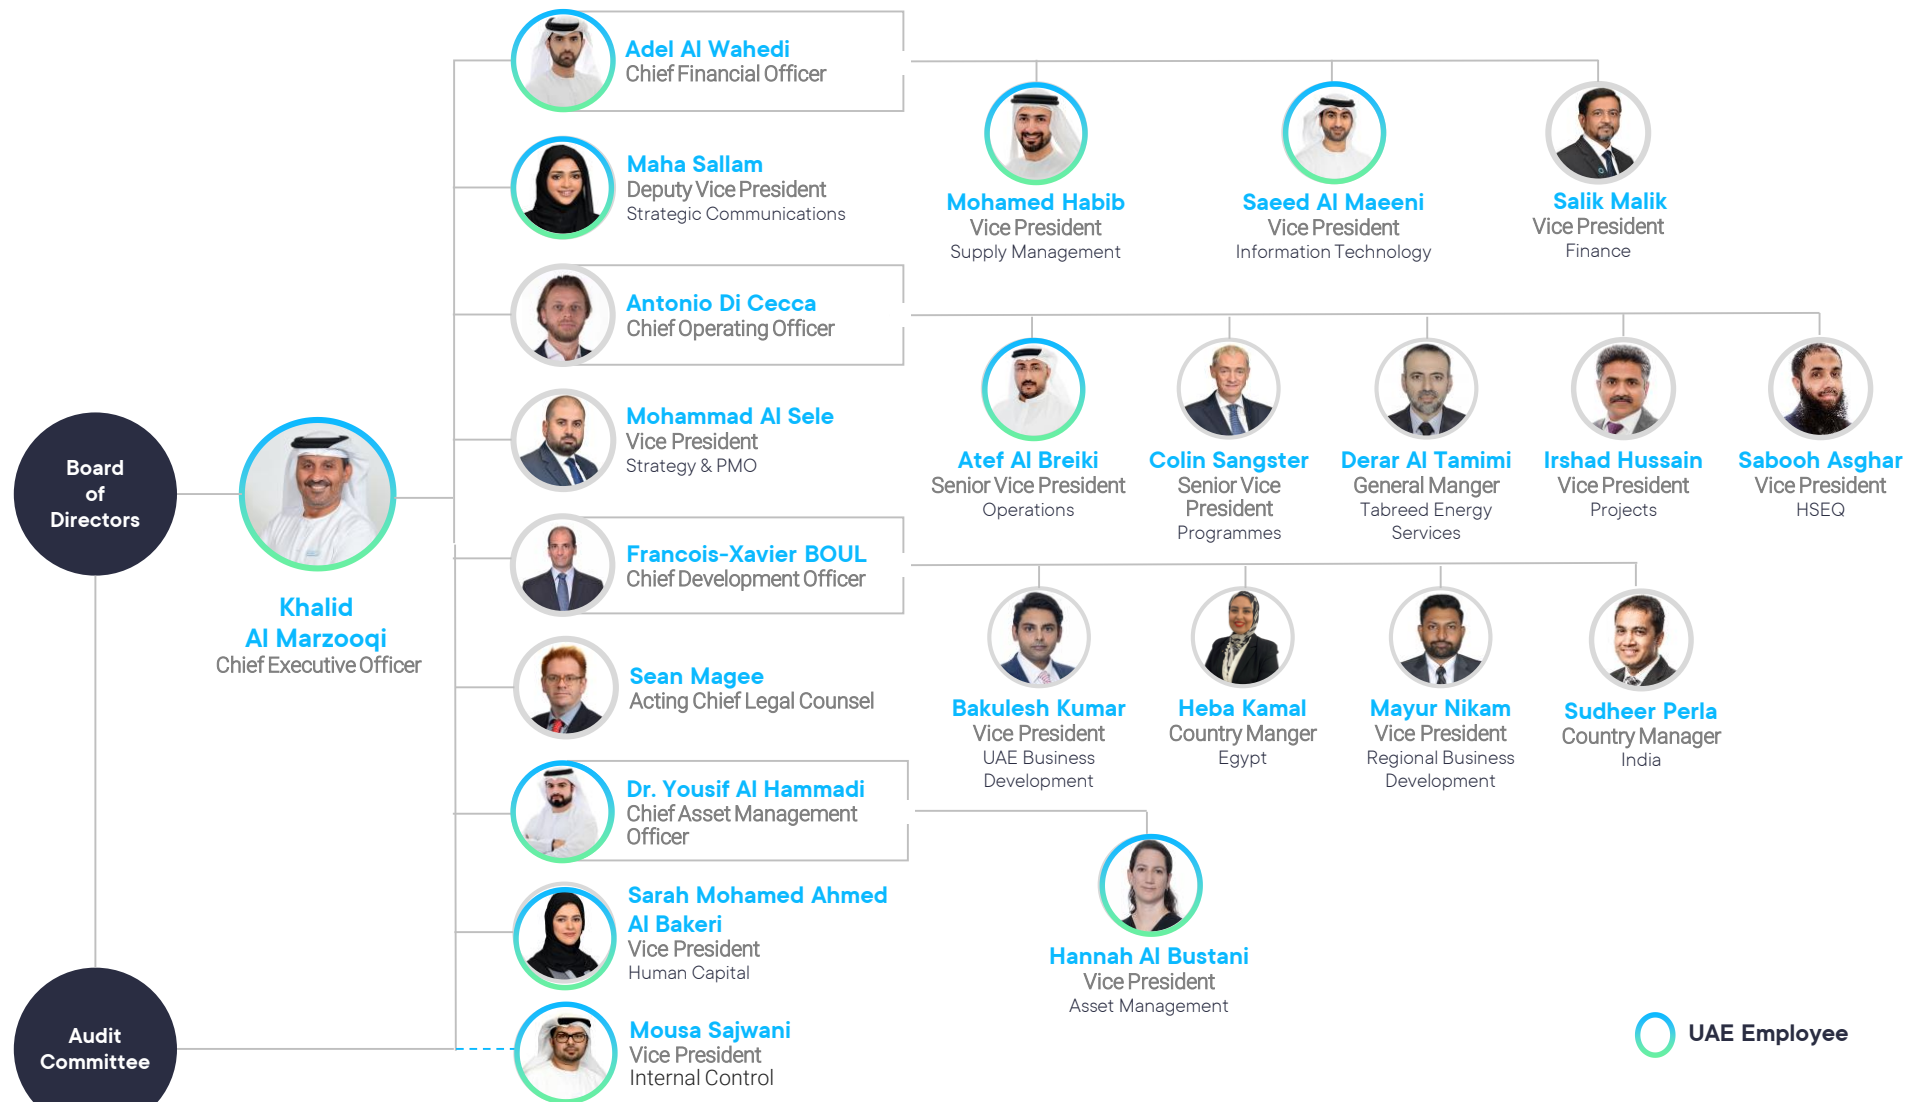 Board
of
Directors
Audit
Committee
Khalid
Al Marzooqi
Chief Executive Officer
Adel Al Wahedi
Chief Financial Officer
Maha Sallam
Deputy Vice President
Strategic Communications
Antonio Di Cecca
Chief Operating Officer
Mohammad Al Sele
Vice President
Strategy & PMO
Francois-Xavier BOUL
Chief Development Officer
Sean Magee
Acting Chief Legal Counsel
Dr. Yousif Al Hammadi
Chief Asset Management
Officer
Sarah Mohamed Ahmed
Al Bakeri
Vice President
Human Capital
Mousa Sajwani
Vice President
Internal Control
Mohamed Habib
Vice President
Supply Management
Saeed Al Maeeni
Vice President
Information Technology
Salik Malik
Vice President
Finance
Atef Al Breiki
Senior Vice President
Operations
Colin Sangster
Senior Vice
President
Programmes
Derar Al Tamimi
General Manger
Tabreed Energy
Services
Irshad Hussain
Vice President
Projects
Sabooh Asghar
Vice President
HSEQ
Bakulesh Kumar
Vice President
UAE Business
Development
Heba Kamal
Country Manger
Egypt
Mayur Nikam
Vice President
Regional Business
Development
Sudheer Perla
Country Manager
India
Hannah Al Bustani
Vice President
Asset Management
UAE Employee